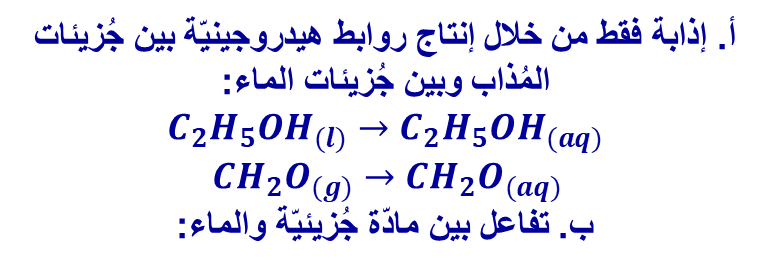 أ. إذابة فقط من خلال إنتاج روابط هيدروجينيّة بين جُزيئات
المُذاب وبين جُزيئات الماء:
C₂H₅OH₍l₎ → C₂H₅OH₍aq₎
CH₂O₍g₎ → CH₂O₍aq₎
ب. تفاعل بين مادّة جُزيئيّة والماء: